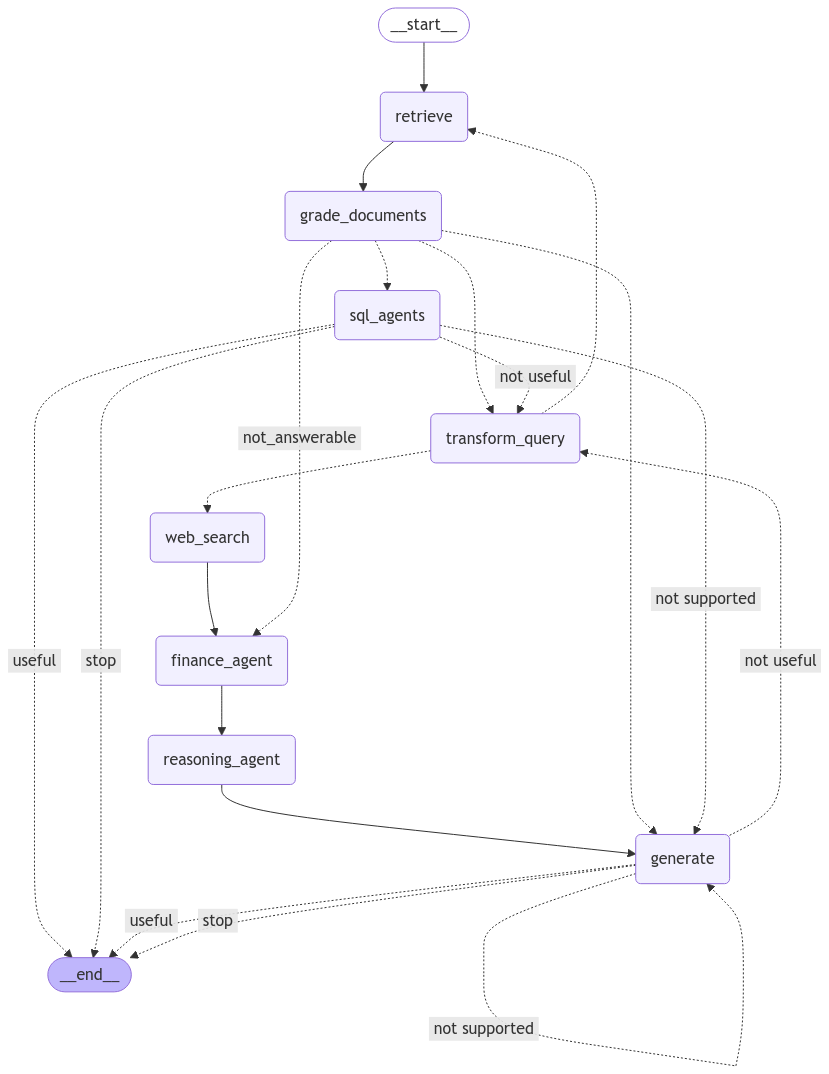 __start__
retrieve
grade_documents
sql_agents
not useful
transform_query
not_answerable
web_search
not supported
useful
stop
finance_agent
not useful
reasoning_agent
generate
useful
stop
__end__
not supported